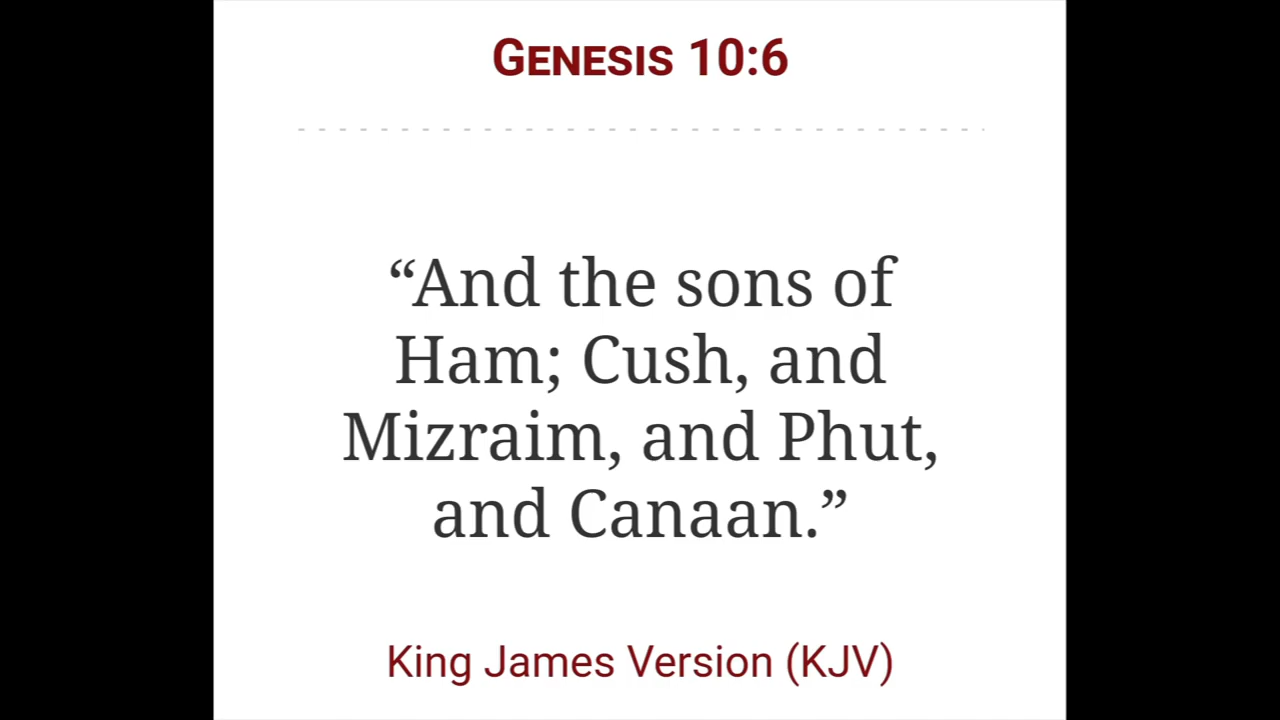 Genesis 10:6
“And the sons of
Ham; Cush, and
Mizraim, and Phut,
and Canaan.”
King James Version (KJV)